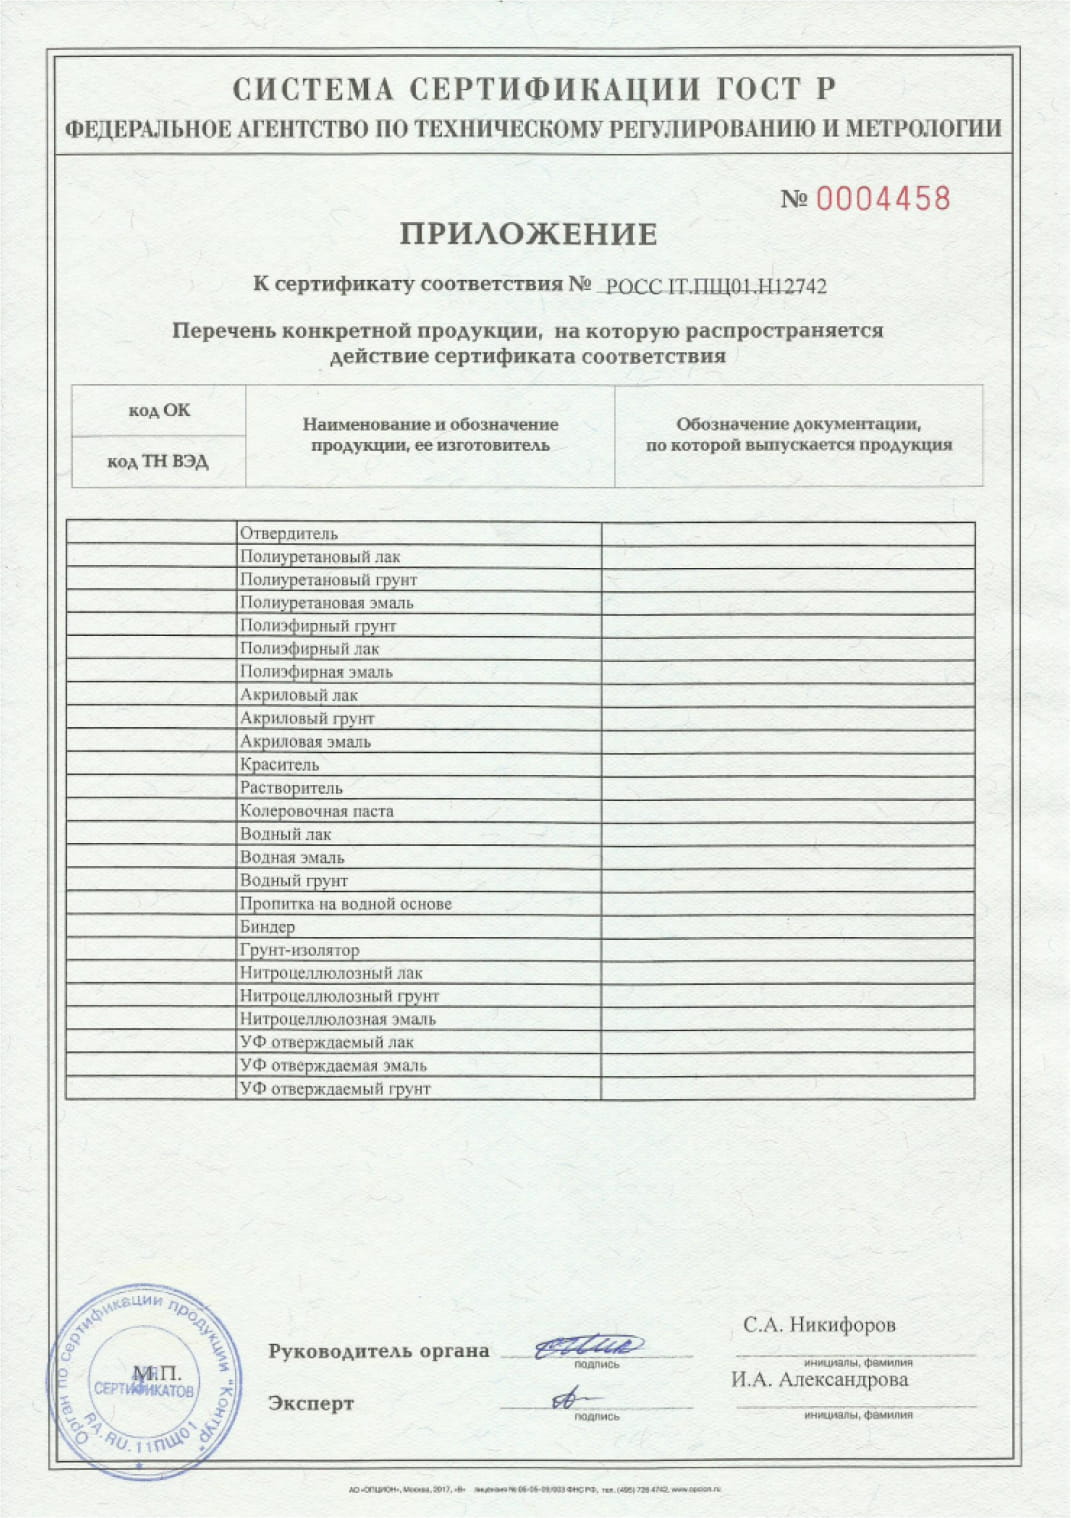 СИСТЕМА СЕРТИФИКАЦИИ ГОСТ Р
ФЕДЕРАЛЬНОЕ АГЕНТСТВО ПО ТЕХНИЧЕСКОМУ РЕГУЛИРОВАНИЮ И МЕТРОЛОГИИ
№ 0004458
ПРИЛОЖЕНИЕ
К сертификату соответствия № РОСС IT.ПЩ01.Н12742
Перечень конкретной продукции, на которую распространяется
действие сертификата соответствия
код ОК
код ТН ВЭД
Наименование и обозначение
продукции, ее изготовитель
Обозначение документации,
по которой выпускается продукция
Отвердитель
Полиуретановый лак
Полиуретановый грунт
Полиуретановая эмаль
Полиэфирный грунт
Полиэфирный лак
Полиэфирная эмаль
Акриловый лак
Акриловый грунт
Акриловая эмаль
Краситель
Растворитель
Колеровочная паста
Водный лак
Водная эмаль
Водный грунт
Пропитка на водной основе
Биндер
Грунт-изолятор
Нитроцеллюлозный лак
Нитроцеллюлозный грунт
Нитроцеллюлозная эмаль
УФ отверждаемый лак
УФ отверждаемая эмаль
УФ отверждаемый грунт
Орган по сертификации продукции "Контур"
М.П.
ДЛЯ
СЕРТИФИКАТОВ
RA.RU.11ПЩ01
Руководитель органа
подпись
С.А. Никифоров
инициалы, фамилия
Эксперт
подпись
И.А. Александрова
инициалы, фамилия
АО «ОПЦИОН», Москва, 2017, «В» лицензия № 05-05-09/003 ФНС РФ, тел. (495) 726 4742, www.opcion.ru